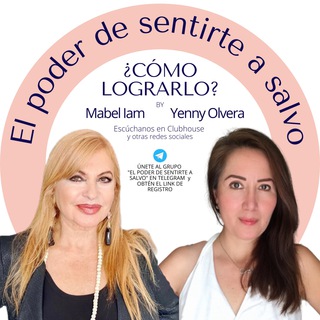 El poder de sentirte a salvo
¿CÓMO
LOGRARLO?
BY
Mabel Iam Yenny Olvera
Escúchanos en Clubhouse
y otras redes sociales
ÚNETE AL GRUPO
"EL PODER DE SENTIRTE A
SALVO" EN TELEGRAM y
OBTÉN EL LINK DE
REGISTRO